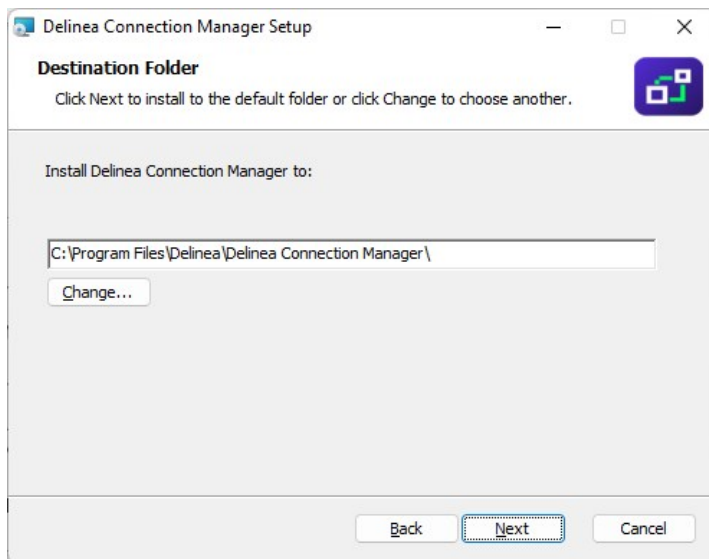 Delinea Connection Manager Setup
Destination Folder
Click Next to install to the default folder or click Change to choose another.
Install Delinea Connection Manager to:
C:\Program Files\Delinea\Delinea Connection Manager\
Change...
Back Next Cancel